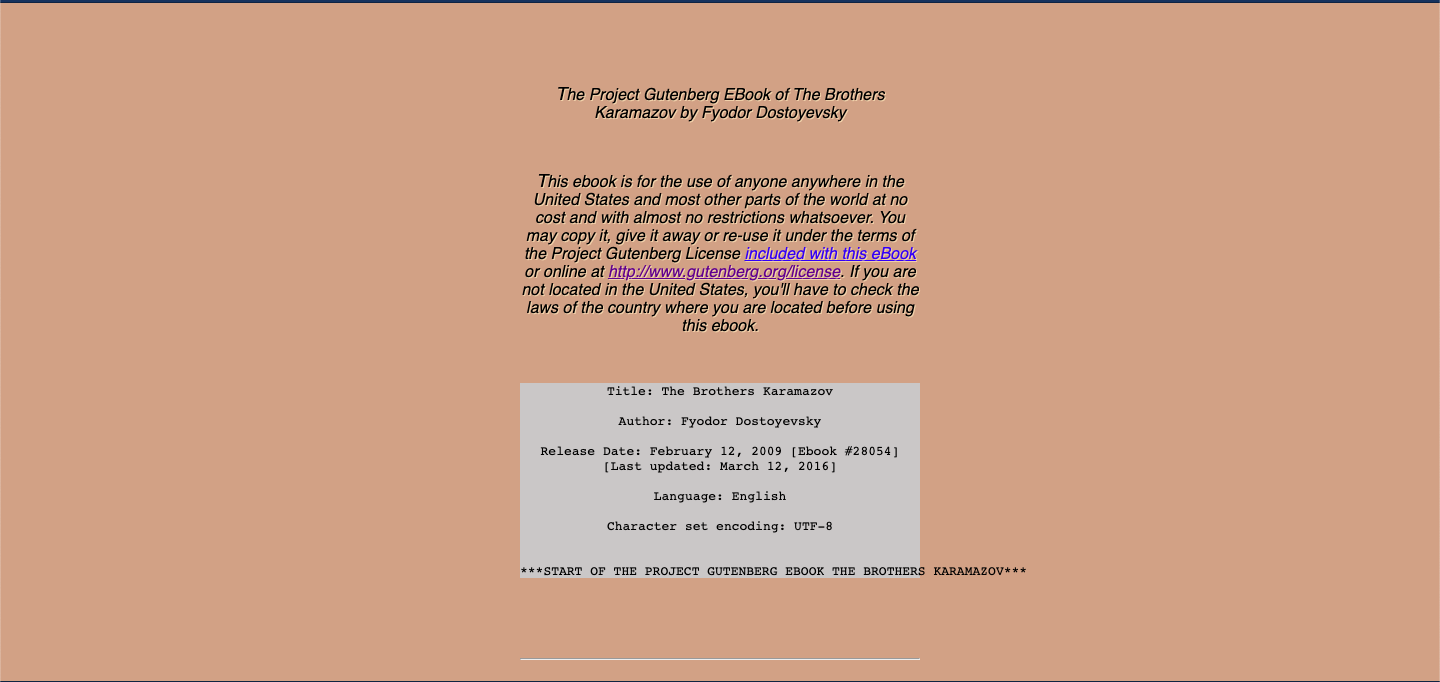 The Project Gutenberg EBook of The Brothers
Karamazov by Fyodor Dostoyevsky
This ebook is for the use of anyone anywhere in the
United States and most other parts of the world at no
cost and with almost no restrictions whatsoever. You
may copy it, give it away or re-use it under the terms of
the Project Gutenberg License included with this eBook
or online at http://www.gutenberg.org/license. If you are
not located in the United States, you'll have to check the
laws of the country where you are located before using
this ebook.
Title: The Brothers Karamazov
Author: Fyodor Dostoyevsky
Release Date: February 12, 2009 [Ebook #28054]
[Last updated: March 12, 2016]
Language: English
Character set encoding: UTF-8
***START OF THE PROJECT GUTENBERG EBOOK THE BROTHERS KARAMAZOV***